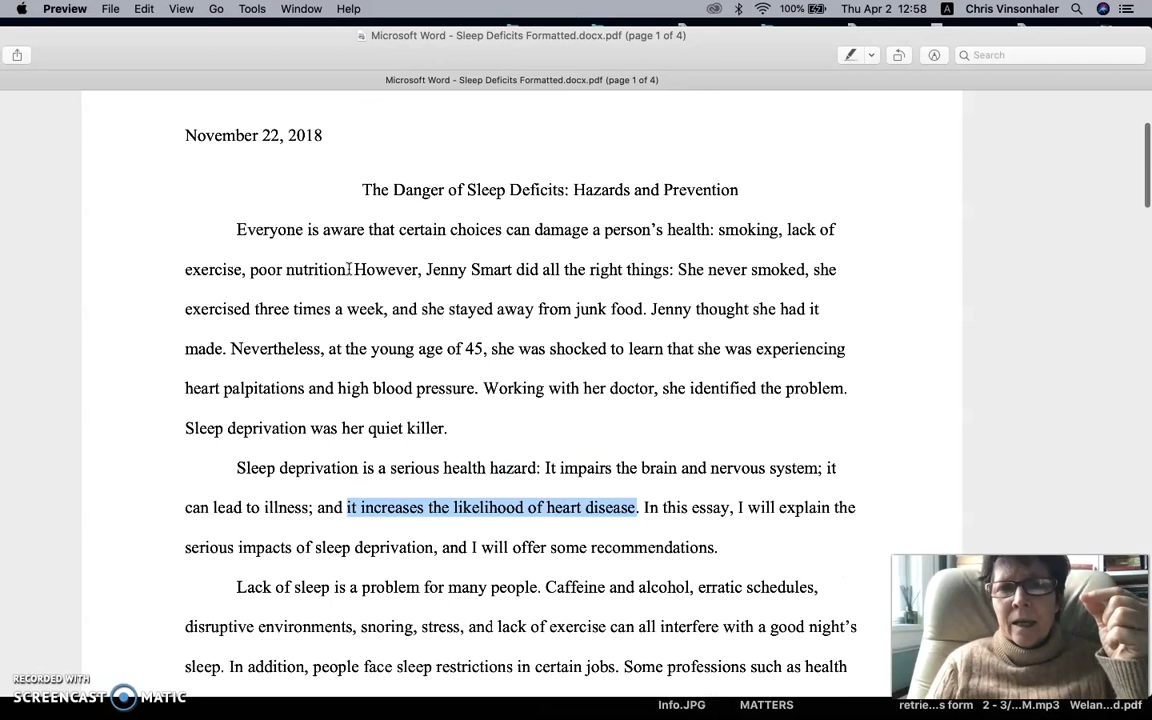 Preview File Edit View Go Tools Window Help 100% Thu Apr 2 12:58 A Chris Vinsonhaler
Microsoft Word - Sleep Deficits Formatted.docx.pdf (page 1 of 4)
Search
Microsoft Word - Sleep Deficits Formatted.docx.pdf (page 1 of 4)
November 22, 2018
The Danger of Sleep Deficits: Hazards and Prevention
Everyone is aware that certain choices can damage a person’s health: smoking, lack of
exercise, poor nutrition. However, Jenny Smart did all the right things: She never smoked, she
exercised three times a week, and she stayed away from junk food. Jenny thought she had it
made. Nevertheless, at the young age of 45, she was shocked to learn that she was experiencing
heart palpitations and high blood pressure. Working with her doctor, she identified the problem.
Sleep deprivation was her quiet killer.
Sleep deprivation is a serious health hazard: It impairs the brain and nervous system; it
can lead to illness; and it increases the likelihood of heart disease. In this essay, I will explain the
serious impacts of sleep deprivation, and I will offer some recommendations.
Lack of sleep is a problem for many people. Caffeine and alcohol, erratic schedules,
disruptive environments, snoring, stress, and lack of exercise can all interfere with a good night’s
sleep. In addition, people face sleep restrictions in certain jobs. Some professions such as health
RECORDED WITH
SCREENCAST MATIC
Info.JPG MATTERS retrie...s form 2 - 3/...M.mp3 Welan...d.pdf